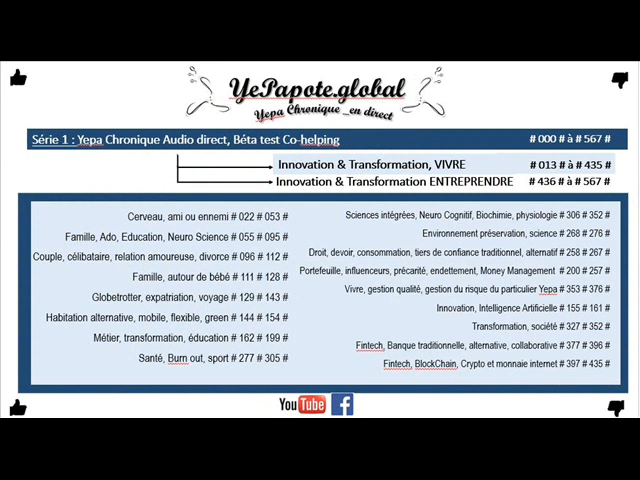 YePapote.global
Yepa Chronique _en direct
Série 1 : Yepa Chronique Audio direct, Béta test Co-helping # 000 # à # 567 #
Innovation & Transformation, VIVRE # 013 # à # 435 #
Innovation & Transformation ENTREPRENDRE # 436 # à # 567 #
Cerveau, ami ou ennemi # 022 # 053 #
Famille, Ado, Education, Neuro Science # 055 # 095 #
Couple, célibataire, relation amoureuse, divorce # 096 # 112 #
Famille, autour de bébé # 111 # 128 #
Globetrotter, expatriation, voyage # 129 # 143 #
Habitation alternative, mobile, flexible, green # 144 # 154 #
Métier, transformation, éducation # 162 # 199 #
Santé, Burn out, sport # 277 # 305 #
Sciences intégrées, Neuro Cognitif, Biochimie, physiologie # 306 # 352 #
Environnement préservation, science # 268 # 276 #
Droit, devoir, consommation, tiers de confiance traditionnel, alternatif # 258 # 267 #
Portefeuille, influenceurs, précarité, endettement, Money Management # 200 # 257 #
Vivre, gestion qualité, gestion du risque du particulier Yepa # 353 # 376 #
Innovation, Intelligence Artificielle # 155 # 161 #
Transformation, société # 327 # 352 #
Fintech, Banque traditionnelle, alternative, collaborative # 377 # 396 #
Fintech, BlockChain, Crypto et monnaie internet # 397 # 435 #
YouTube f